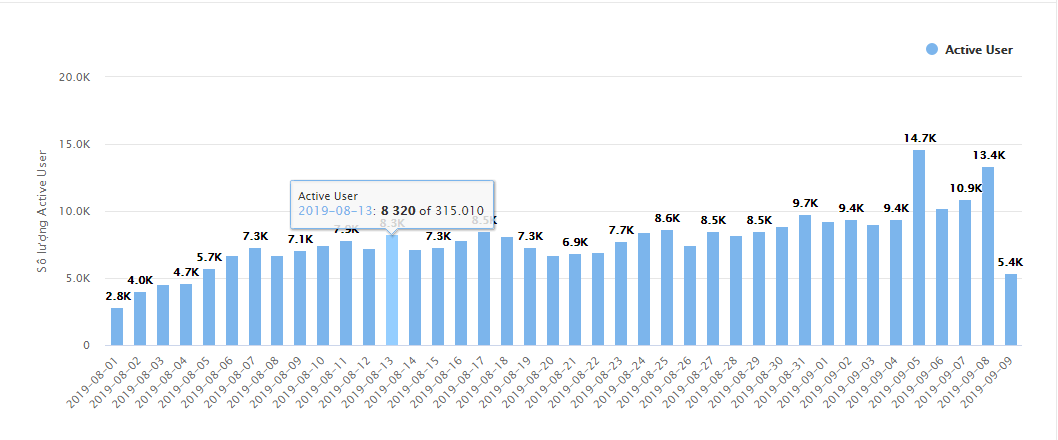 Active User
20.0K
15.0K
10.0K
5.0K
0
Số lượng Active User
Active User
2019-08-13: 8 320 of 315.010
2.8K
4.0K
4.7K
5.7K
7.3K
7.1K
7.9K
8.3K
7.3K
8.5K
7.3K
6.9K
7.7K
8.6K
8.5K
8.5K
9.7K
9.4K
9.4K
14.7K
10.9K
13.4K
5.4K
2019-08-01
2019-08-02
2019-08-03
2019-08-04
2019-08-05
2019-08-06
2019-08-07
2019-08-08
2019-08-09
2019-08-10
2019-08-11
2019-08-12
2019-08-13
2019-08-14
2019-08-15
2019-08-16
2019-08-17
2019-08-18
2019-08-19
2019-08-20
2019-08-21
2019-08-22
2019-08-23
2019-08-24
2019-08-25
2019-08-26
2019-08-27
2019-08-28
2019-08-29
2019-08-30
2019-08-31
2019-09-01
2019-09-02
2019-09-03
2019-09-04
2019-09-05
2019-09-06
2019-09-07
2019-09-08
2019-09-09